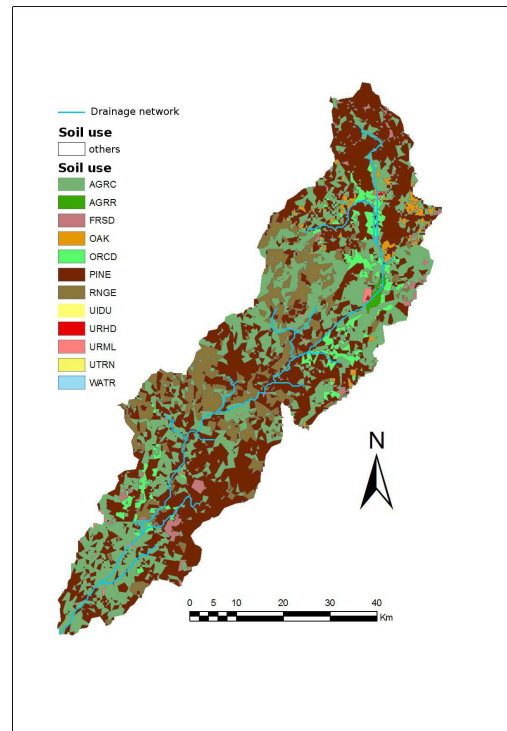 Drainage network
Soil use
others
Soil use
AGRC
AGRR
FRSD
OAK
ORCD
PINE
RNGE
UIDU
URHD
URML
UTRN
WATR
N
0 5 10 20 30 40
Km